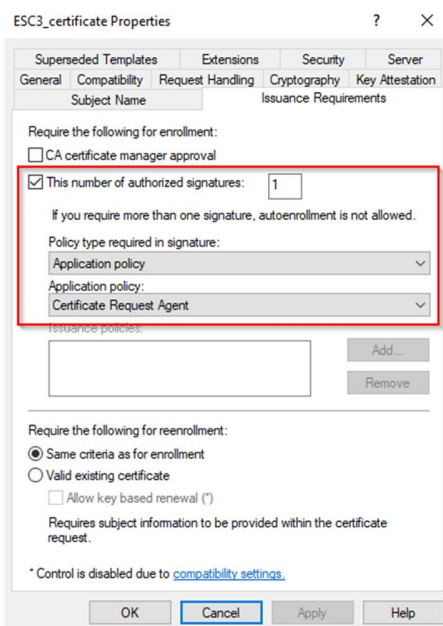 ESC3_certificate Properties ? ×
Superseded Templates Extensions Security Server
General Compatibility Request Handling Cryptography Key Attestation
Subject Name Issuance Requirements
Require the following for enrollment:
CA certificate manager approval
This number of authorized signatures: 1
If you require more than one signature, autoenrollment is not allowed.
Policy type required in signature:
Application policy
Application policy:
Certificate Request Agent
Issuance policies:
Add...
Remove
Require the following for reenrollment:
Same criteria as for enrollment
Valid existing certificate
Allow key based renewal (*)
Requires subject information to be provided within the certificate
request.
* Control is disabled due to compatibility settings.
OK Cancel Apply Help